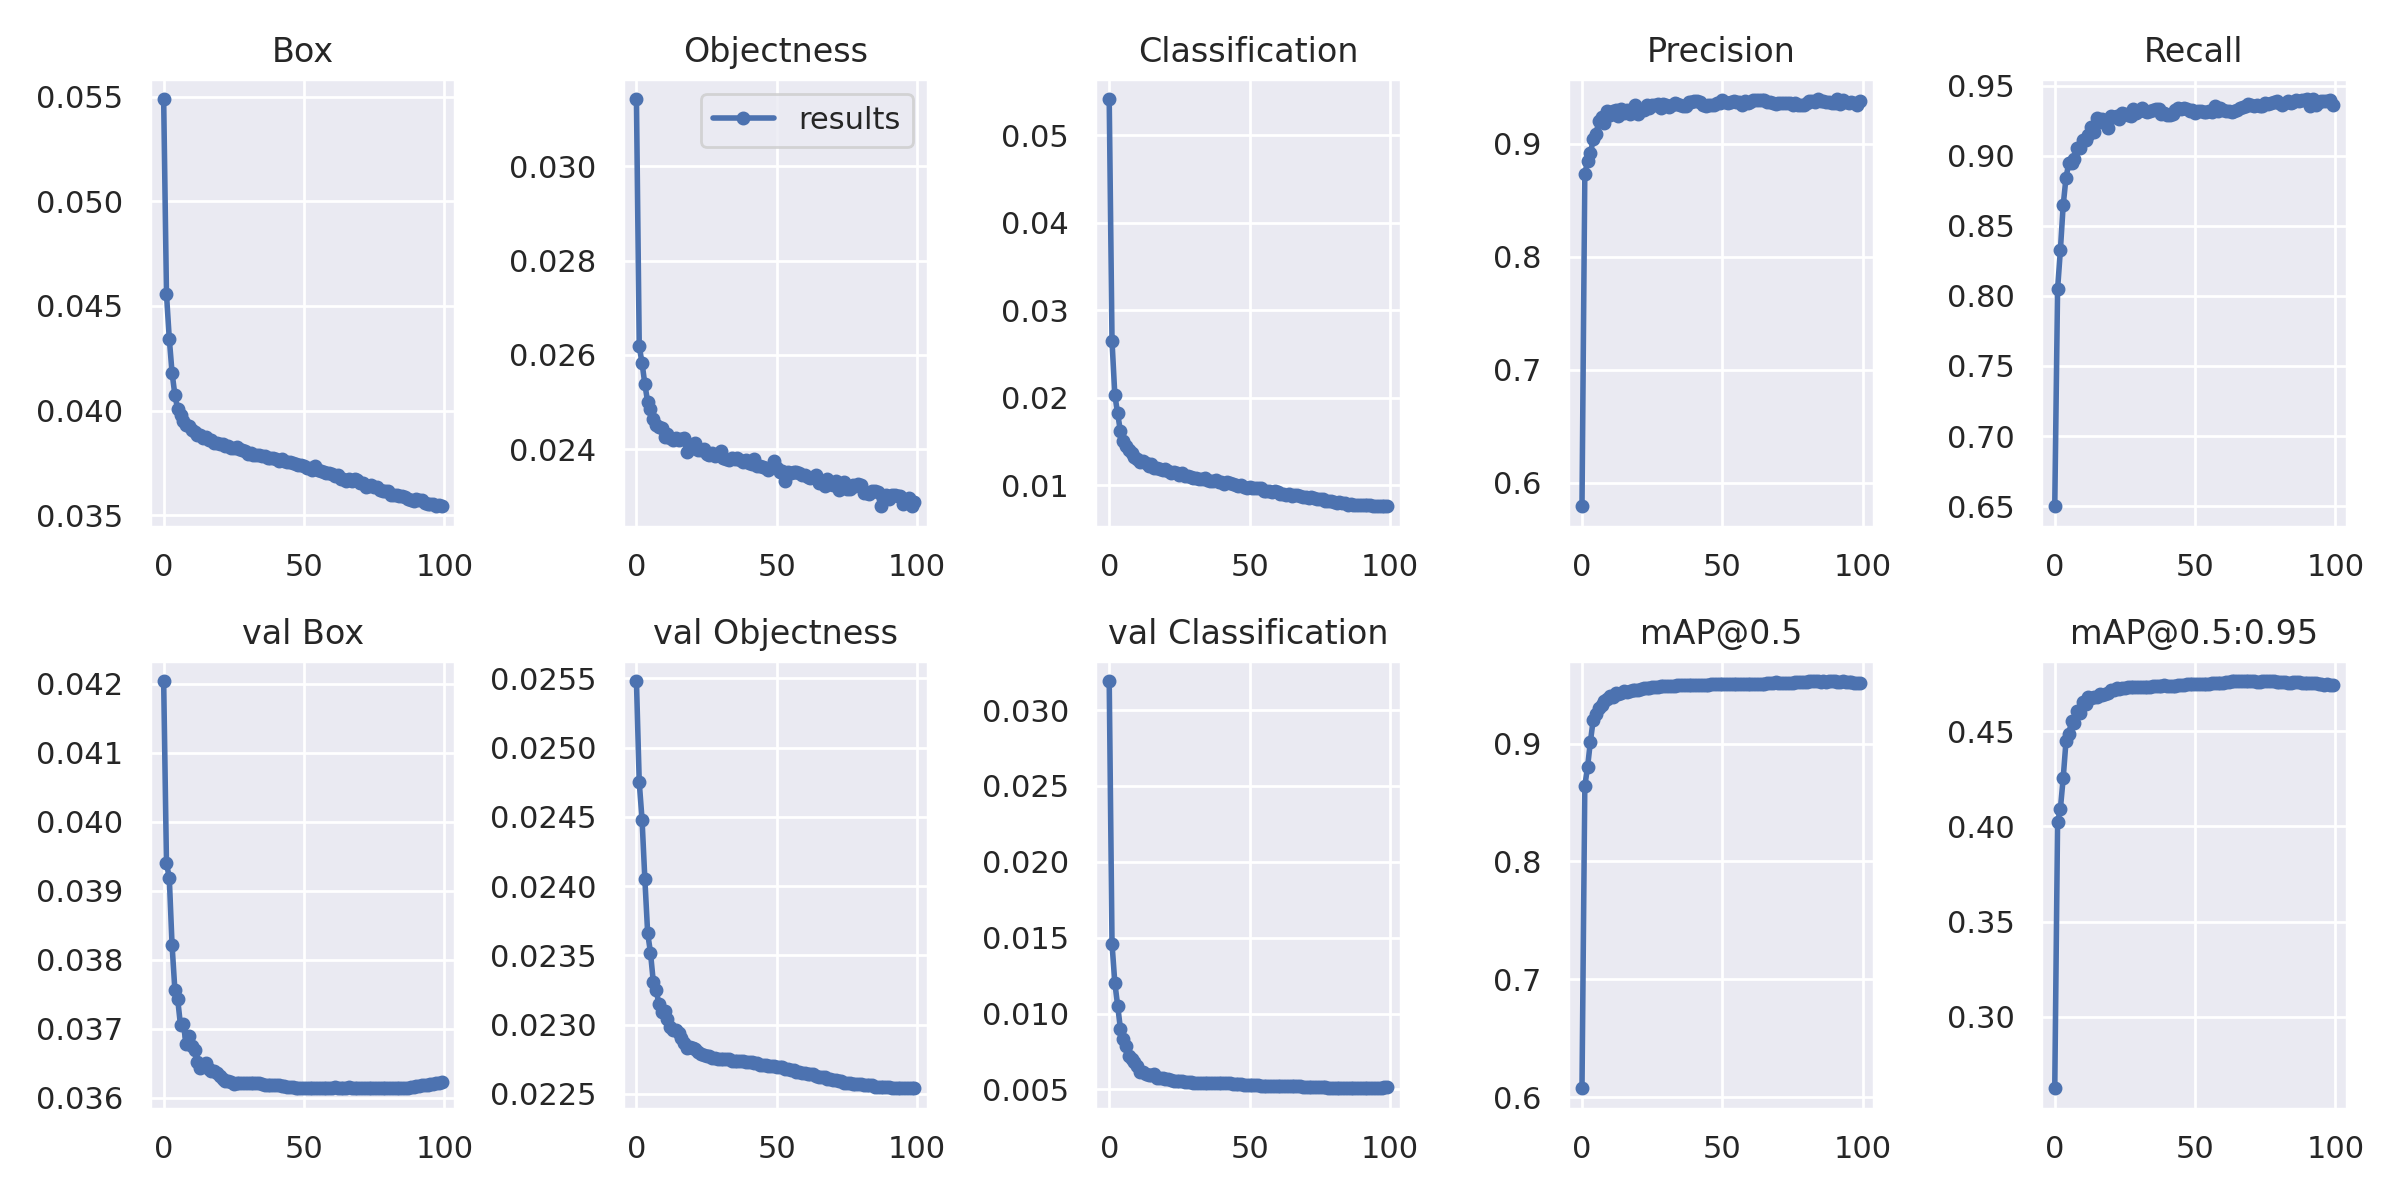 Box
0.055
0.050
0.045
0.040
0.035
0 50 100
Objectness
results
0.030
0.028
0.026
0.024
0 50 100
Classification
0.05
0.04
0.03
0.02
0.01
0 50 100
Precision
0.9
0.8
0.7
0.6
0 50 100
Recall
0.95
0.90
0.85
0.80
0.75
0.70
0.65
0 50 100
val Box
0.042
0.041
0.040
0.039
0.038
0.037
0.036
0 50 100
val Objectness
0.0255
0.0250
0.0245
0.0240
0.0235
0.0230
0.0225
0 50 100
val Classification
0.030
0.025
0.020
0.015
0.010
0.005
0 50 100
mAP@0.5
0.9
0.8
0.7
0.6
0 50 100
mAP@0.5:0.95
0.45
0.40
0.35
0.30
0 50 100